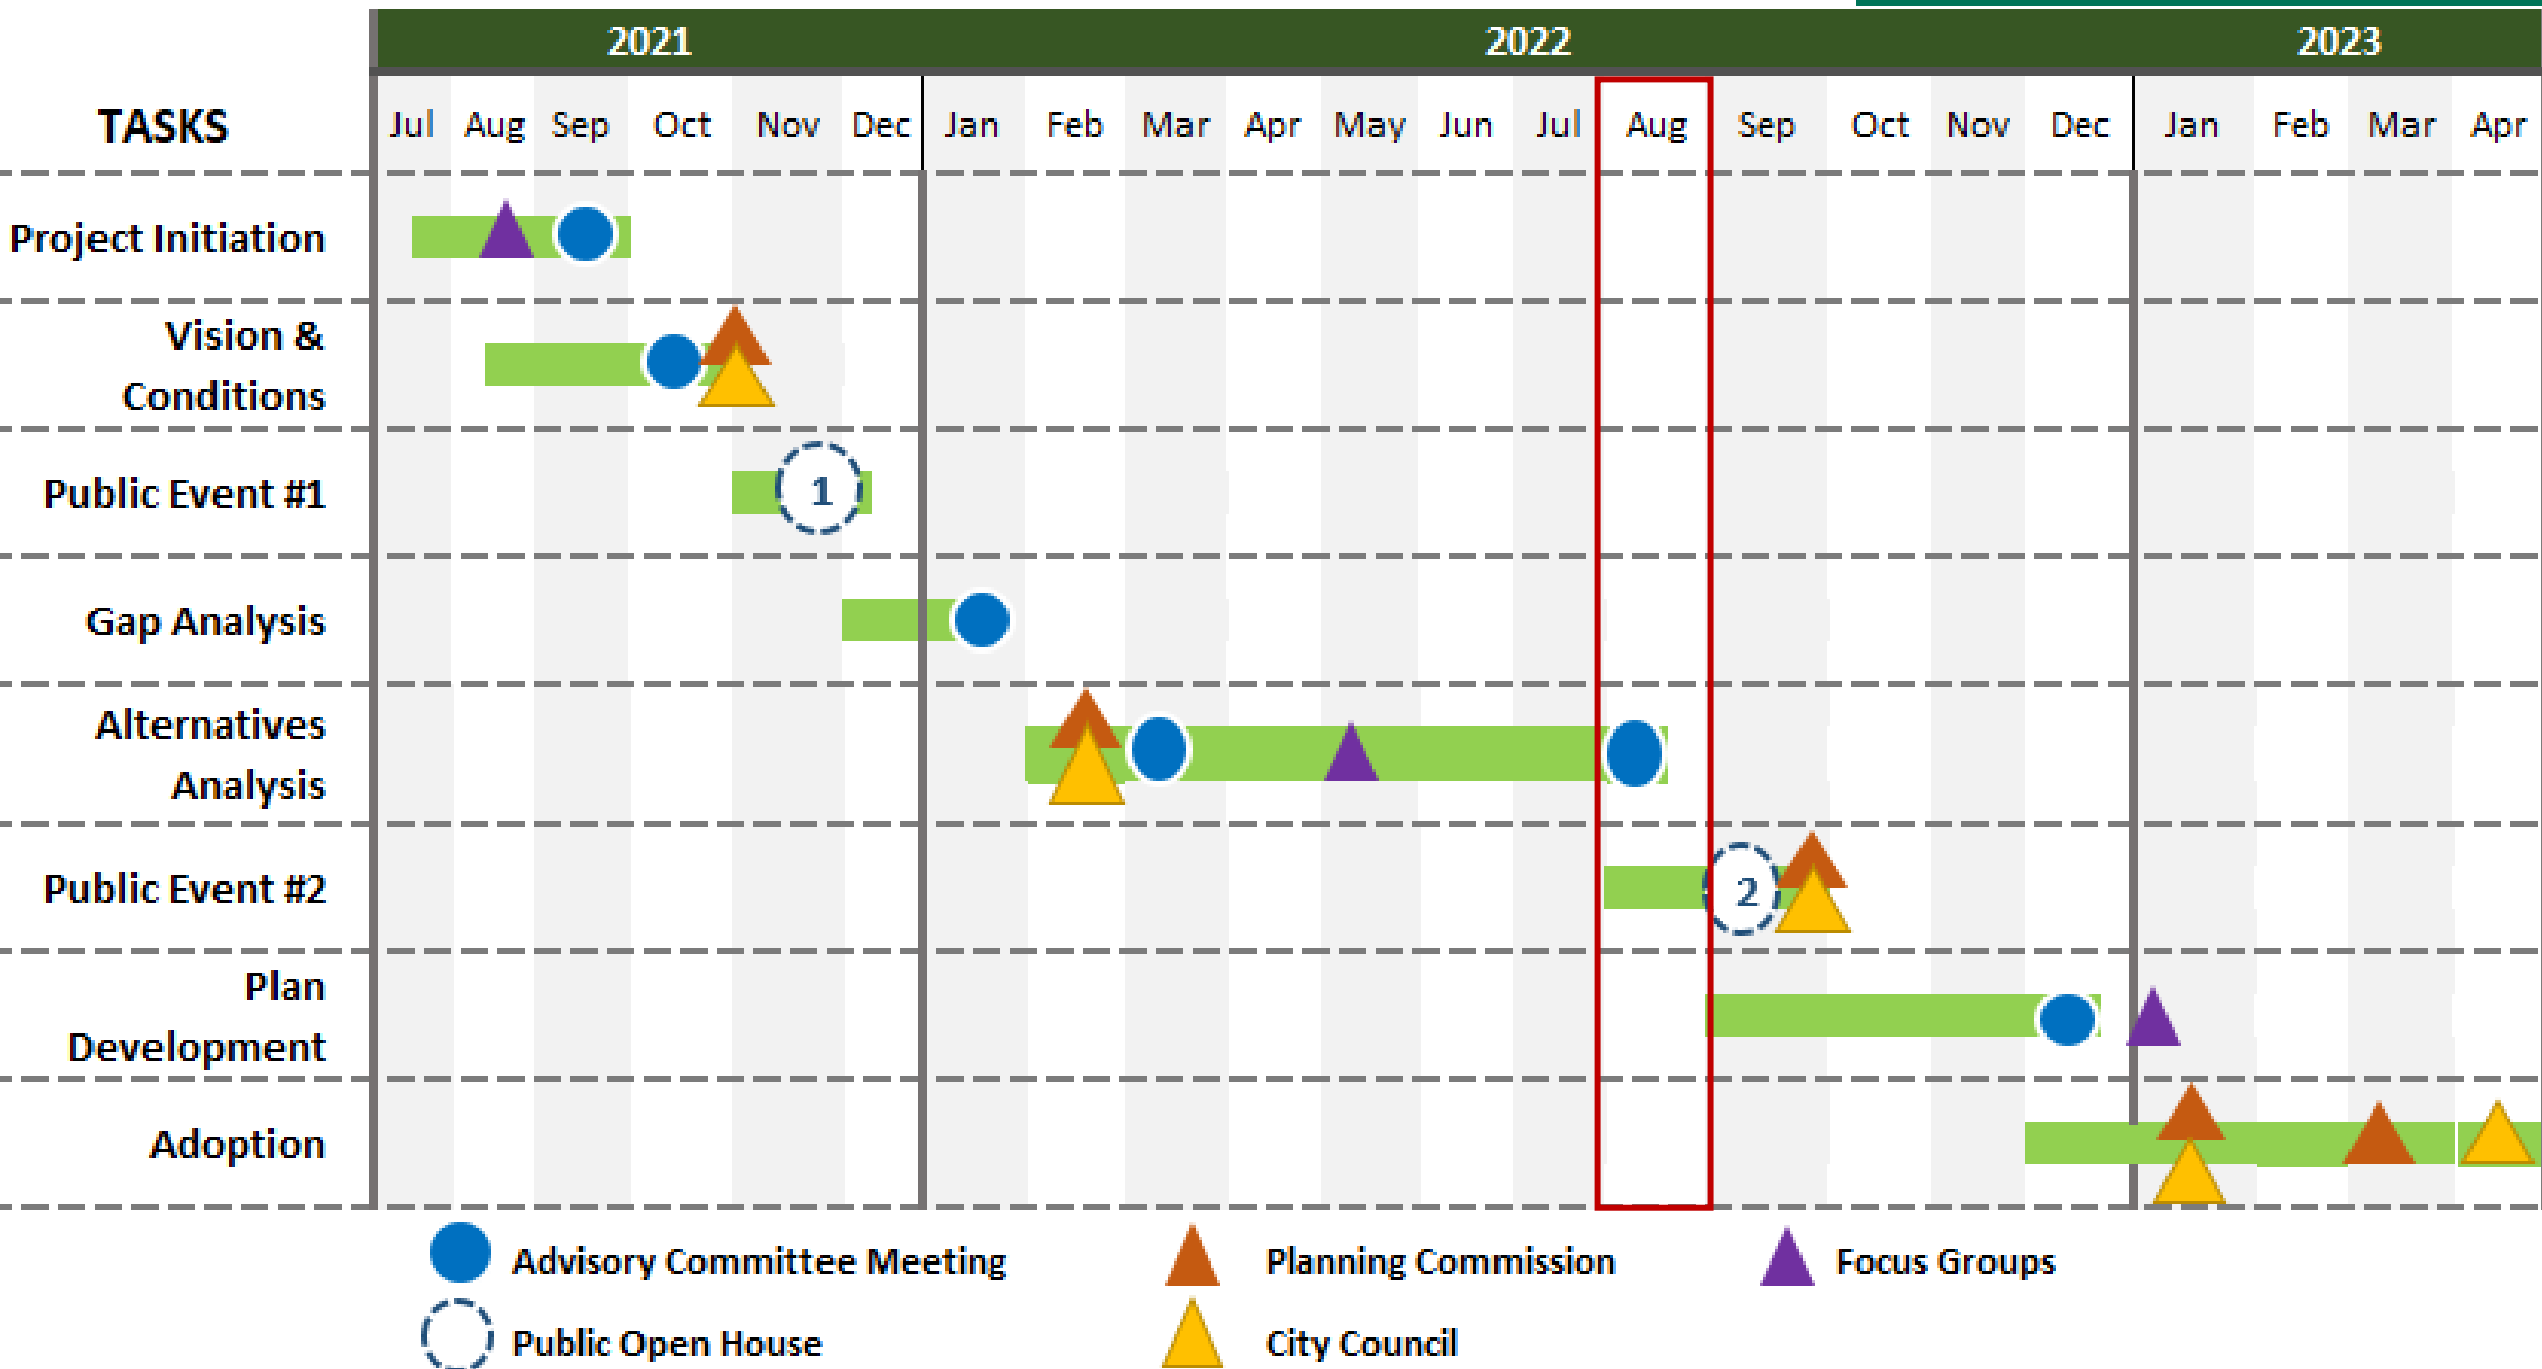 2021 2022 2023
TASKS Jul Aug Sep Oct Nov Dec Jan Feb Mar Apr May Jun Jul Aug Sep Oct Nov Dec Jan Feb Mar Apr
Project Initiation
Vision &
Conditions
Public Event #1 1
Gap Analysis
Alternatives
Analysis
Public Event #2 2
Plan
Development
Adoption
Advisory Committee Meeting Planning Commission Focus Groups
Public Open House City Council